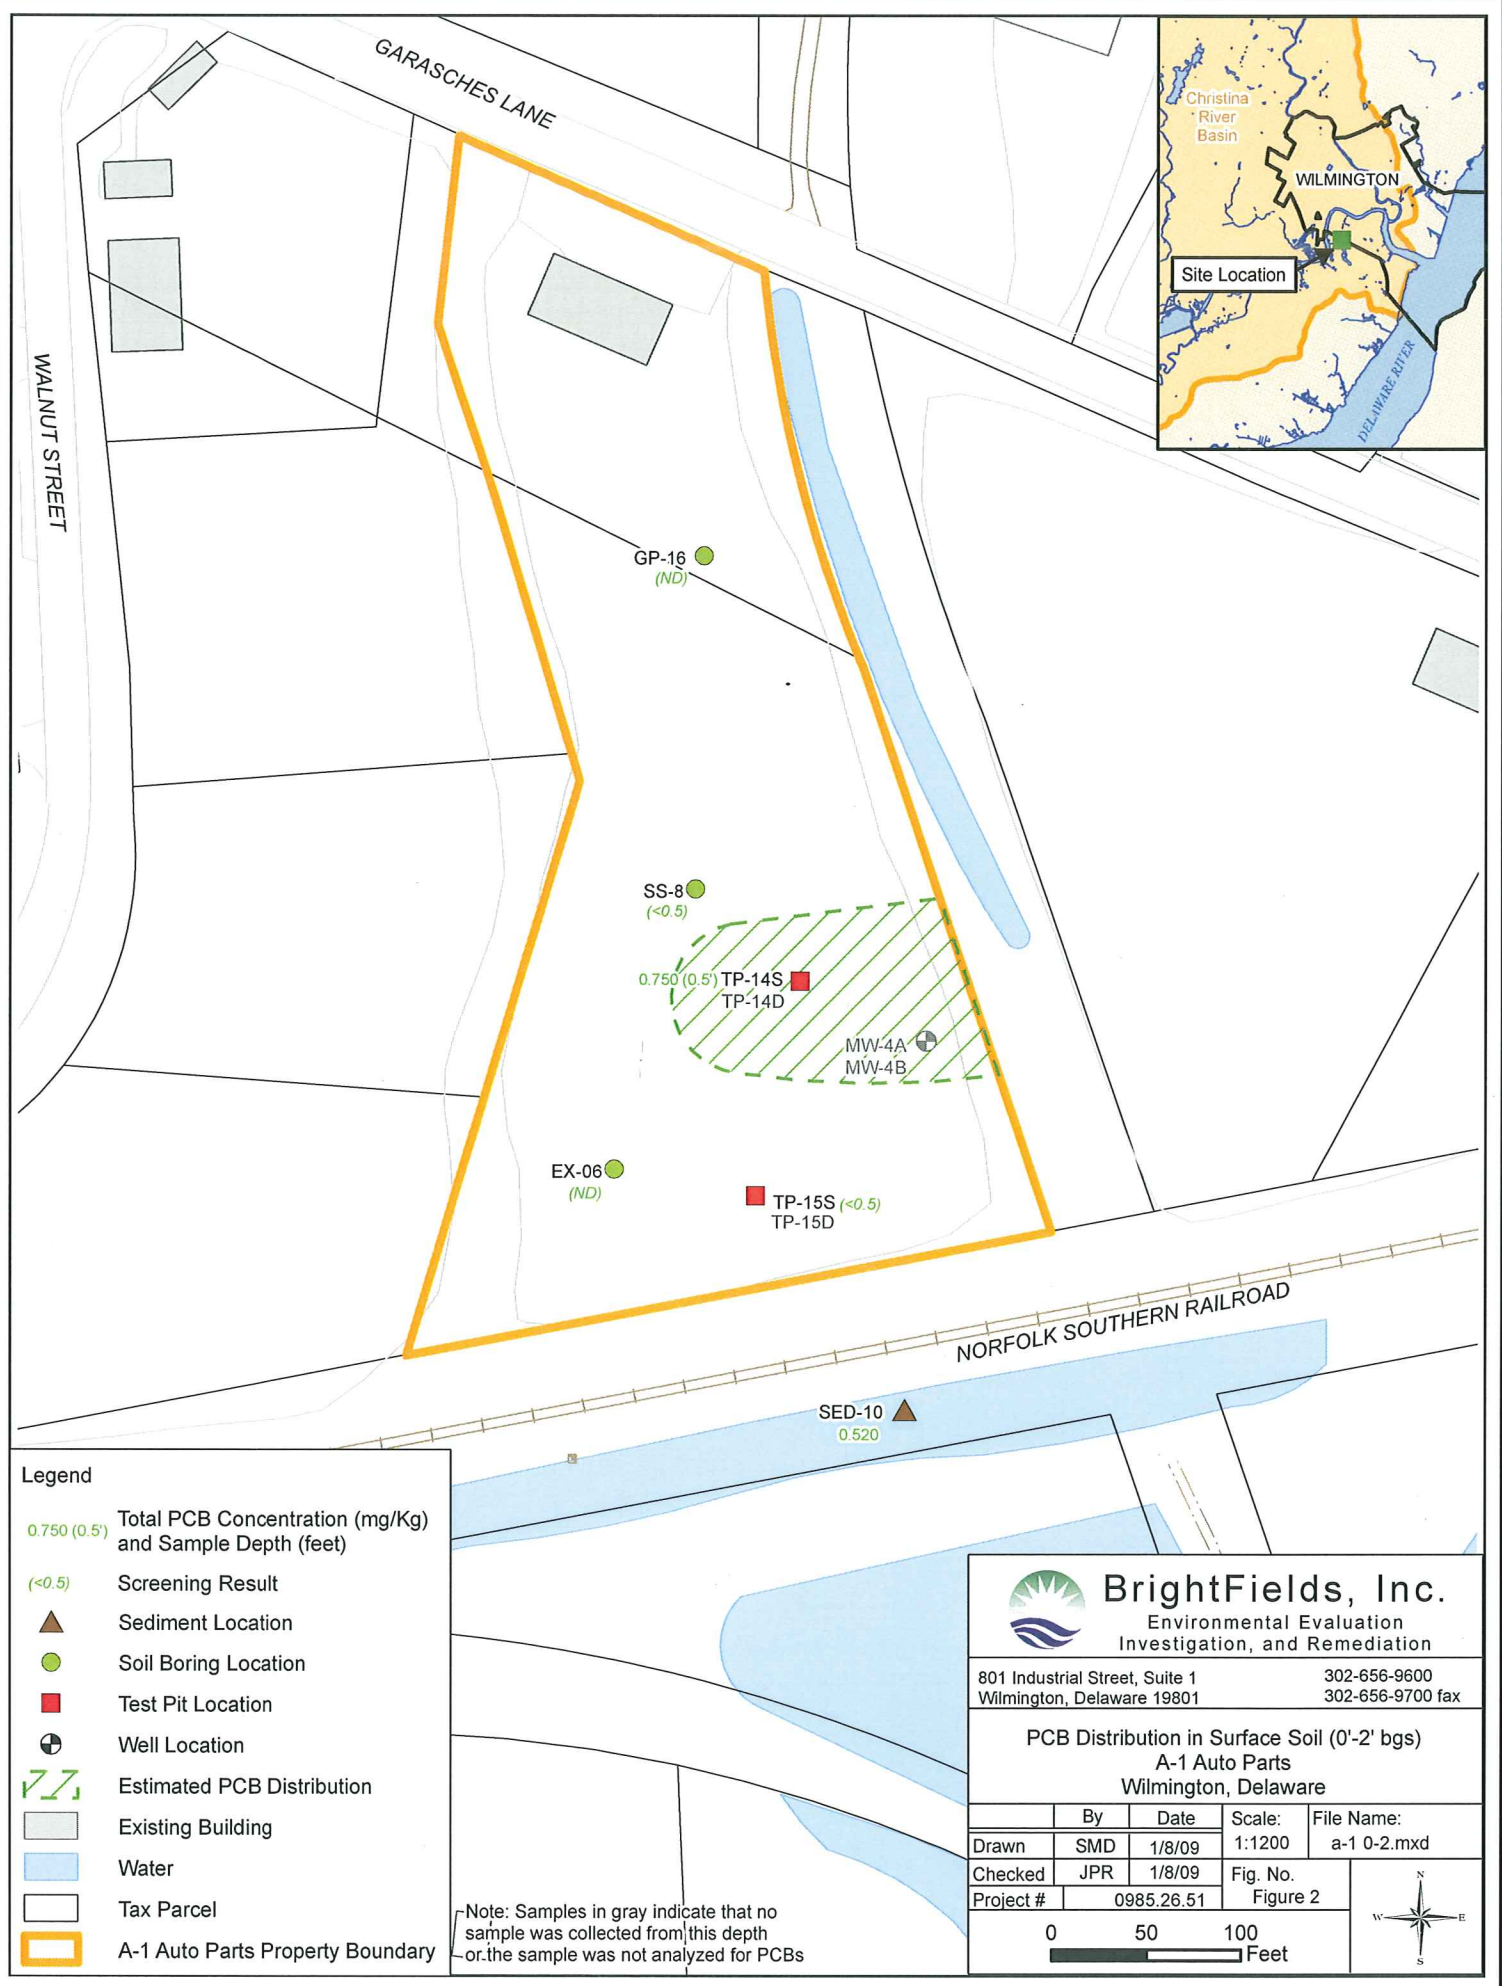 GARASCHES LANE
Christina
River
Basin
WILMINGTON
Site Location
DELAWARE RIVER
WALNUT STREET
GP-16
(ND)
SS-8
(<0.5)
0.750 (0.5') TP-14S
TP-14D
MW-4A
MW-4B
EX-06
(ND)
TP-15S (<0.5)
TP-15D
NORFOLK SOUTHERN RAILROAD
SED-10
0.520
Legend
0.750 (0.5') Total PCB Concentration (mg/Kg)
and Sample Depth (feet)
(<0.5) Screening Result
Sediment Location
Soil Boring Location
Test Pit Location
Well Location
Estimated PCB Distribution
Existing Building
Water
Tax Parcel
A-1 Auto Parts Property Boundary
Note: Samples in gray indicate that no
sample was collected from this depth
or the sample was not analyzed for PCBs
BrightFields, Inc.
Environmental Evaluation
Investigation, and Remediation
801 Industrial Street, Suite 1 302-656-9600
Wilmington, Delaware 19801 302-656-9700 fax
PCB Distribution in Surface Soil (0'-2' bgs)
A-1 Auto Parts
Wilmington, Delaware
By Date Scale: File Name:
Drawn SMD 1/8/09 1:1200 a-1 0-2.mxd
Checked JPR 1/8/09 Fig. No.
Project # 0985.26.51 Figure 2
0 50 100
Feet
N
W E
S